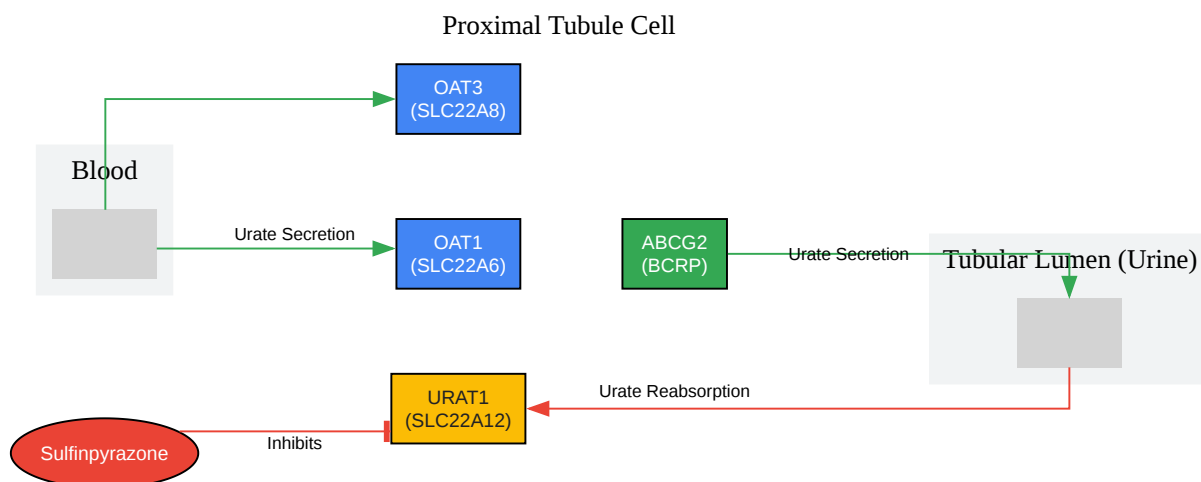 Proximal Tubule Cell
OAT3
(SLC22A8)
Blood
Urate Secretion
OAT1
(SLC22A6)
ABCG2
(BCRP)
Urate Secretion
Tubular Lumen (Urine)
URAT1
(SLC22A12)
Urate Reabsorption
Sulfinpyrazone
Inhibits